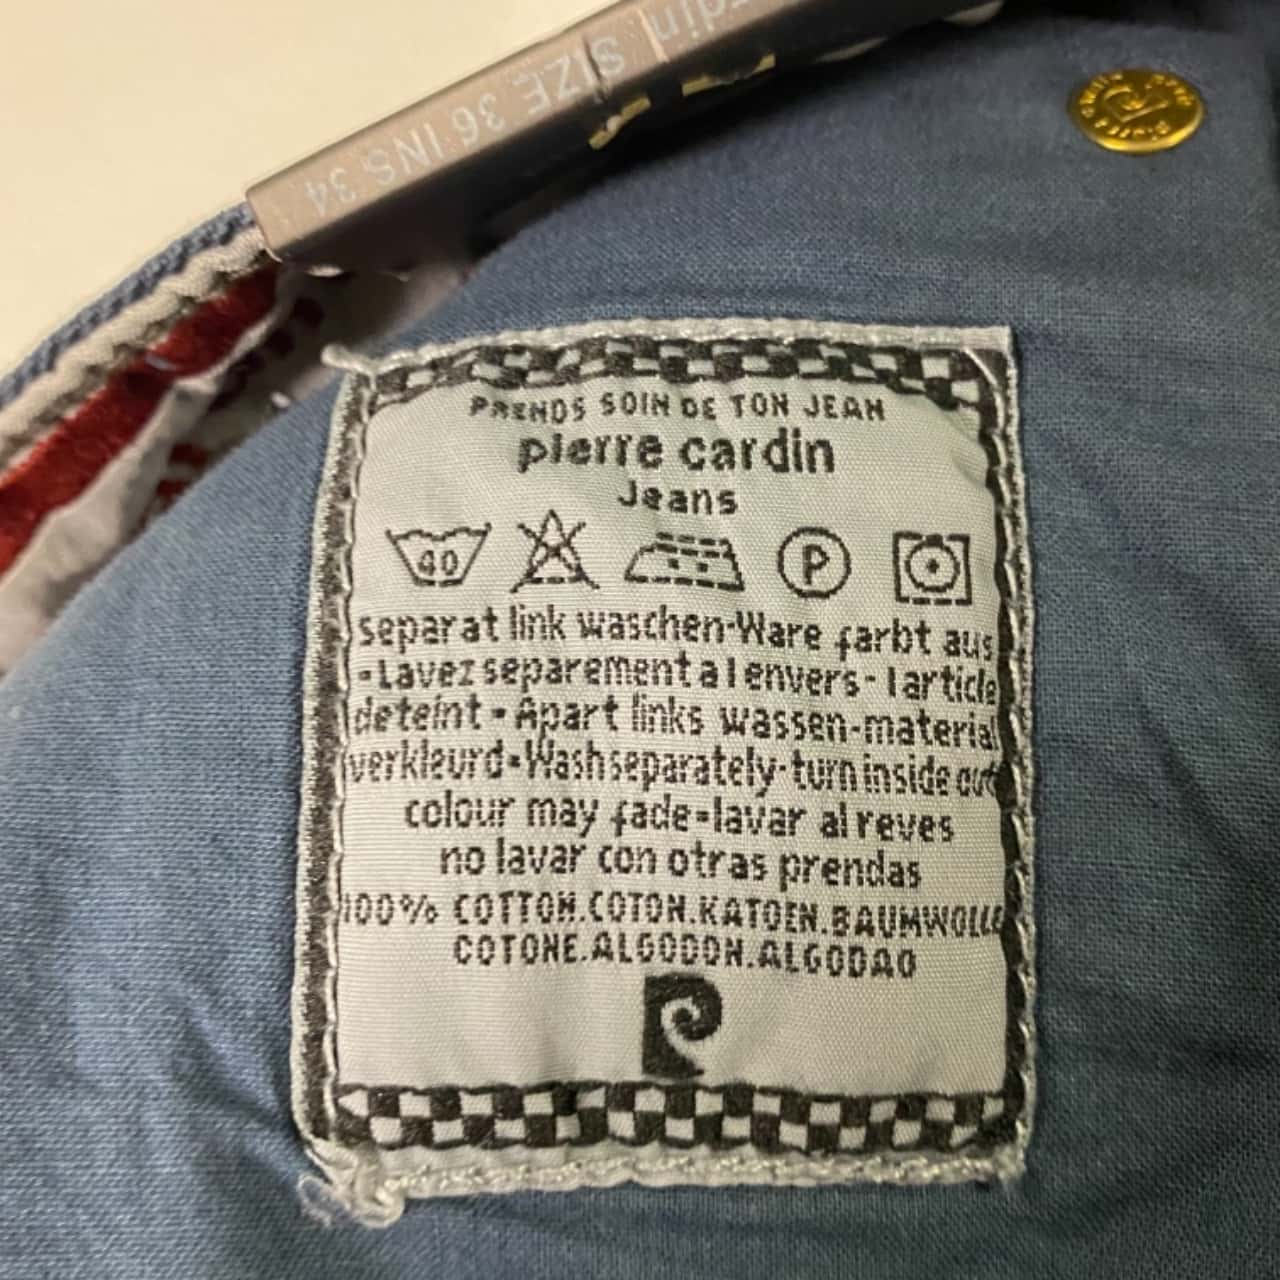 SIZE 36 INS 34
PRENDS SOIN DE TON JEAN
pierre cardin
Jeans
40 P
separat link waschen-Ware farbt aus
-Lavez separement a l envers - l article
deteint - Apart links wassen-material
verkleurd-Wash separately-turn inside out
colour may fade-lavar al reves
no lavar con otras prendas
100% COTTON.COTON.KATOEN.BAUMWOLLE
COTONE.ALGODON.ALGODAO